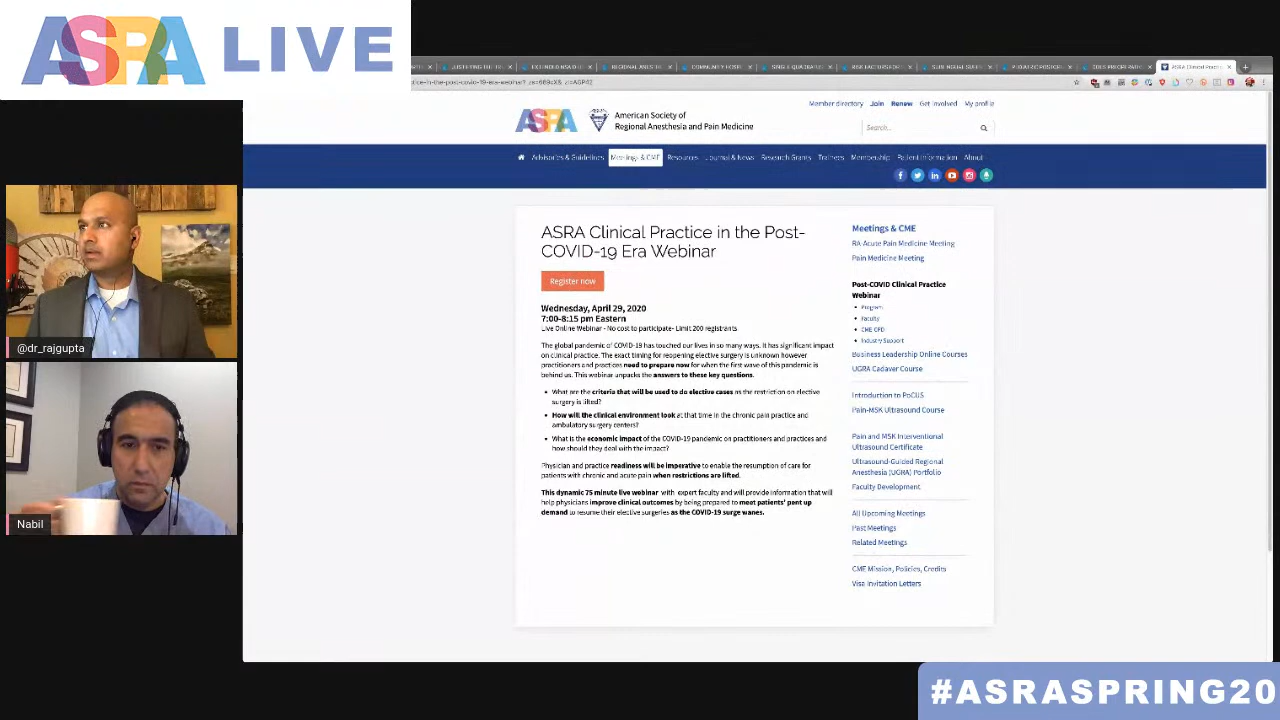 ASRA LIVE
ASRA
American Society of
Regional Anesthesia and Pain Medicine
Member directory Join Renew Get involved My profile
Search...
Advisories & Guidelines Meetings & CME Resources Journal & News Research Grants Trainees Membership Patient Information About
ASRA Clinical Practice in the Post-
COVID-19 Era Webinar
Register now
Wednesday, April 29, 2020
7:00-8:15 pm Eastern
Live Online Webinar - No cost to participate- Limit 200 registrants
The global pandemic of COVID-19 has touched our lives in so many ways. It has significant impact
on clinical practice. The exact timing for reopening elective surgery is unknown however
practitioners and practices need to prepare now for when the first wave of this pandemic is
behind us. This webinar unpacks the answers to these key questions.
• What are the criteria that will be used to do elective cases as the restriction on elective
surgery is lifted?
• How will the clinical environment look at that time in the chronic pain practice and
ambulatory surgery centers?
• What is the economic impact of the COVID-19 pandemic on practitioners and practices and
how should they deal with the impact?
Physician and practice readiness will be imperative to enable the resumption of care for
patients with chronic and acute pain when restrictions are lifted.
This dynamic 75 minute live webinar with expert faculty and will provide information that will
help physicians improve clinical outcomes by being prepared to meet patients' pent up
demand to resume their elective surgeries as the COVID-19 surge wanes.
Meetings & CME
RA-Acute Pain Medicine Meeting
Pain Medicine Meeting
Post-COVID Clinical Practice
Webinar
• Program
• Faculty
• CME CPD
• Industry Support
Business Leadership Online Courses
UGRA Cadaver Course
Introduction to PoCUS
Pain-MSK Ultrasound Course
Pain and MSK Interventional
Ultrasound Certificate
Ultrasound-Guided Regional
Anesthesia (UGRA) Portfolio
Faculty Development
All Upcoming Meetings
Past Meetings
Related Meetings
CME Mission, Policies, Credits
Visa Invitation Letters
@dr_rajgupta
Nabil
#ASRASPRING20